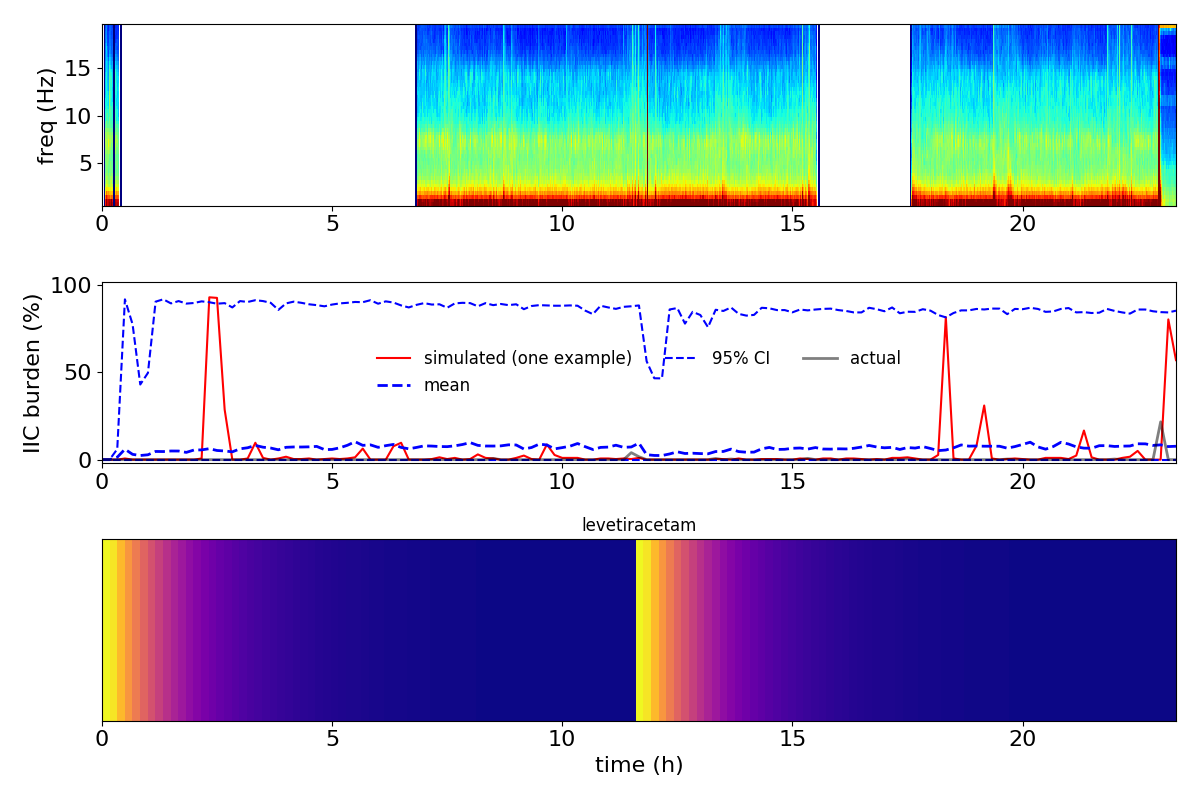 freq (Hz)
15
10
5
0 5 10 15 20
IIC burden (%)
100
50
0
simulated (one example) 95% CI actual
mean
0 5 10 15 20
levetiracetam
0 5 10 15 20
time (h)